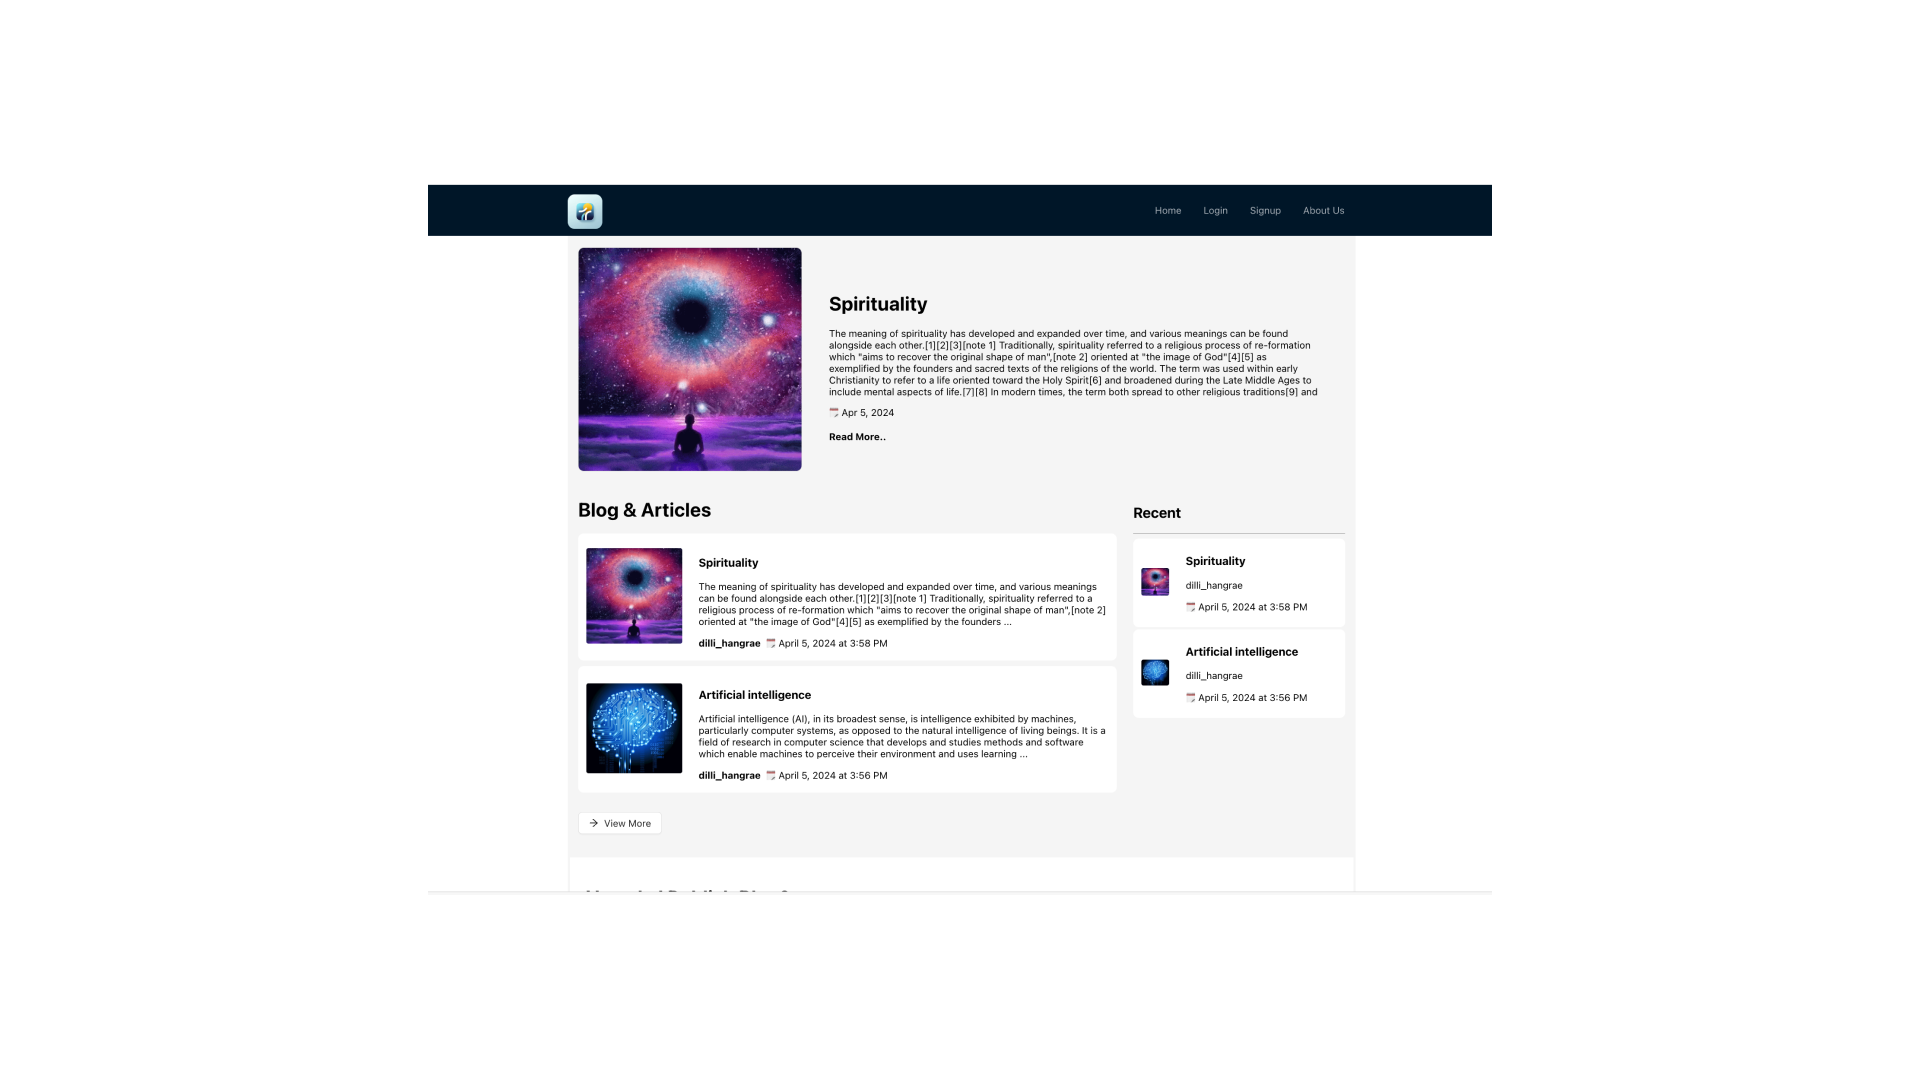 Home Login Signup About Us
Spirituality
The meaning of spirituality has developed and expanded over time, and various meanings can be found
alongside each other.[1][2][3][note 1] Traditionally, spirituality referred to a religious process of re-formation
which "aims to recover the original shape of man",[note 2] oriented at "the image of God"[4][5] as
exemplified by the founders and sacred texts of the religions of the world. The term was used within early
Christianity to refer to a life oriented toward the Holy Spirit[6] and broadened during the Late Middle Ages to
include mental aspects of life.[7][8] In modern times, the term both spread to other religious traditions[9] and
Apr 5, 2024
Read More..
Blog & Articles
Spirituality
The meaning of spirituality has developed and expanded over time, and various meanings
can be found alongside each other.[1][2][3][note 1] Traditionally, spirituality referred to a
religious process of re-formation which "aims to recover the original shape of man",[note 2]
oriented at "the image of God"[4][5] as exemplified by the founders ...
dilli_hangrae April 5, 2024 at 3:58 PM
Artificial intelligence
Artificial intelligence (AI), in its broadest sense, is intelligence exhibited by machines,
particularly computer systems, as opposed to the natural intelligence of living beings. It is a
field of research in computer science that develops and studies methods and software
which enable machines to perceive their environment and uses learning ...
dilli_hangrae April 5, 2024 at 3:56 PM
View More
Recent
Spirituality
dilli_hangrae
April 5, 2024 at 3:58 PM
Artificial intelligence
dilli_hangrae
April 5, 2024 at 3:56 PM